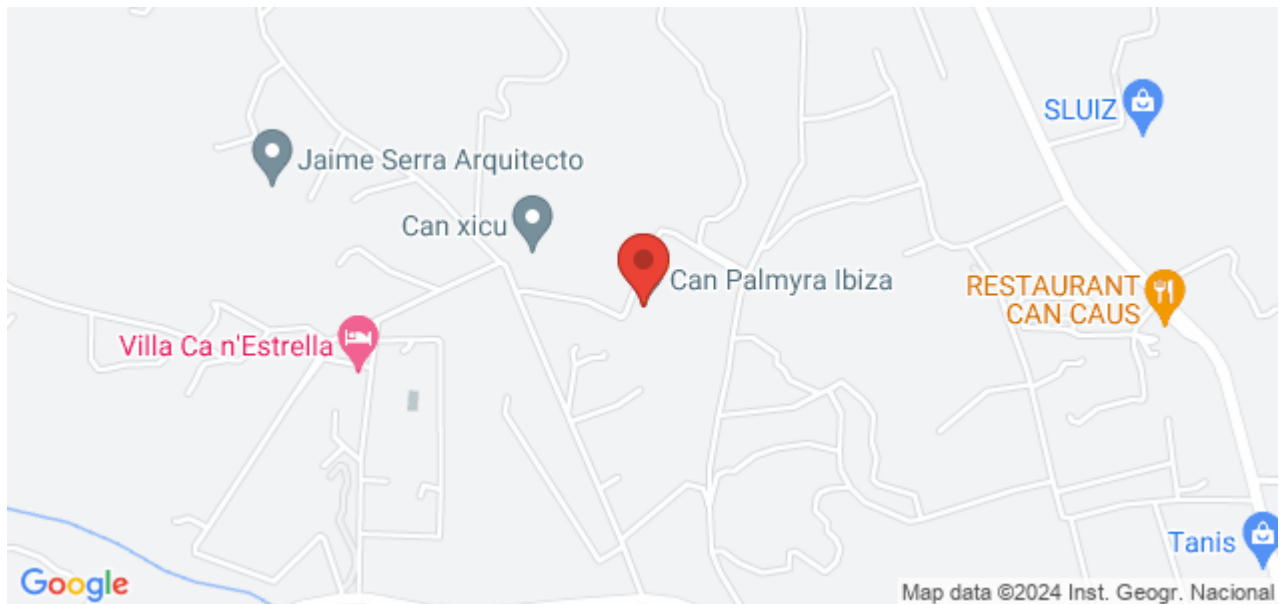 SLUIZ
Jaime Serra Arquitecto
Can xicu
Can Palmyra Ibiza
RESTAURANT
CAN CAUS
Villa Ca n'Estrella
Tanis
Google
Map data ©2024 Inst. Geogr. Nacional